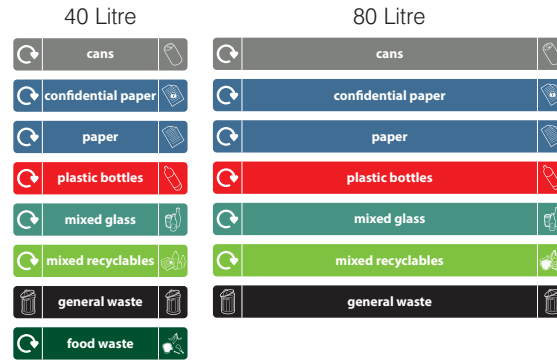 40 Litre
80 Litre
cans
cans
confidential paper
confidential paper
paper
paper
plastic bottles
plastic bottles
mixed glass
mixed glass
mixed recyclables
mixed recyclables
general waste
general waste
food waste